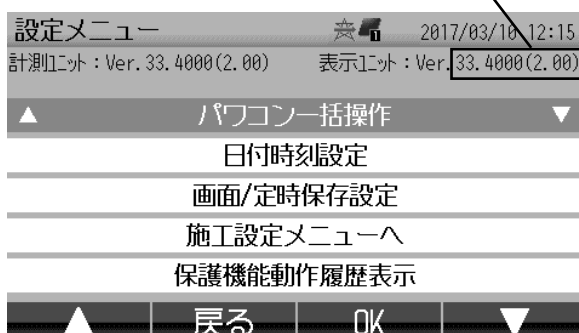 設定メニュー 1 2017/03/10 12:15
計測ﾕﾆｯﾄ：Ver.33.4000(2.00) 表示ﾕﾆｯﾄ：Ver.33.4000(2.00)
▲ パワコン一括操作 ▼
日付時刻設定
画面/定時保存設定
施工設定メニューへ
保護機能動作履歴表示
▲ 戻る OK ▼